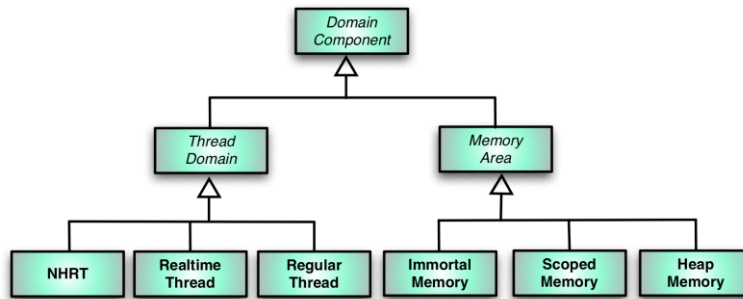 Domain
Component
Thread
Domain
Memory
Area
NHRT
Realtime
Thread
Regular
Thread
Immortal
Memory
Scoped
Memory
Heap
Memory